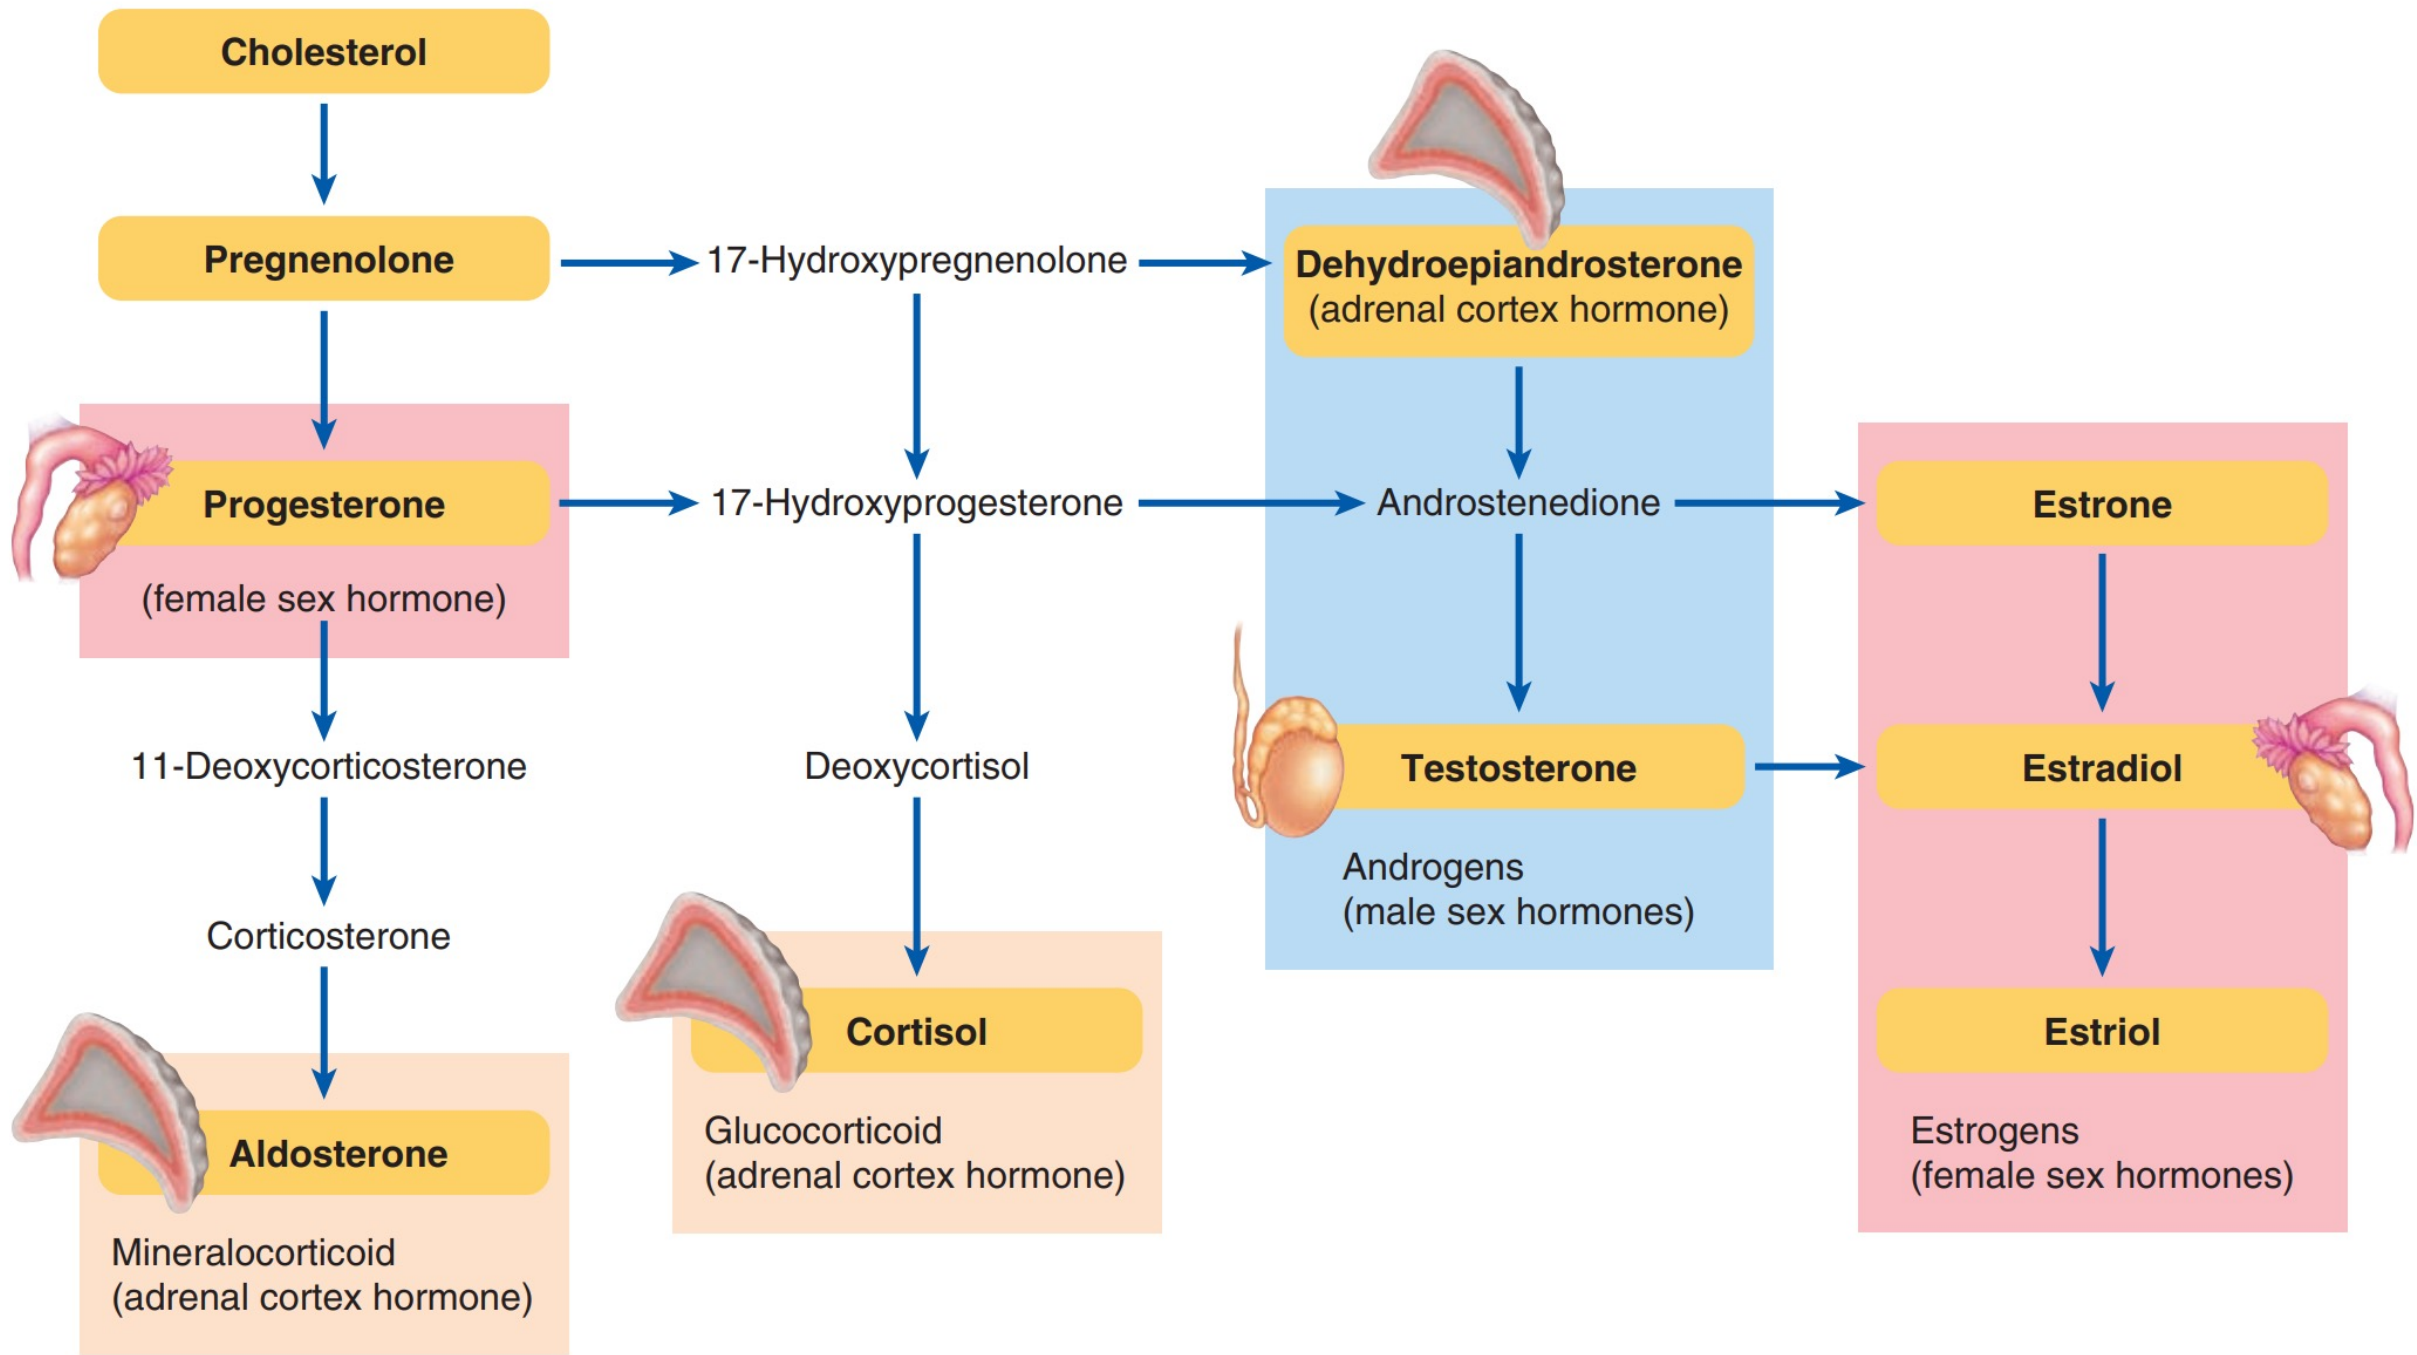 Cholesterol
Pregnenolone
17-Hydroxypregnenolone
Dehydroepiandrosterone
(adrenal cortex hormone)
Progesterone
(female sex hormone)
17-Hydroxyprogesterone
Androstenedione
Estrone
11-Deoxycorticosterone
Deoxycortisol
Testosterone
Androgens
(male sex hormones)
Estradiol
Corticosterone
Cortisol
Glucocorticoid
(adrenal cortex hormone)
Estriol
Estrogens
(female sex hormones)
Aldosterone
Mineralocorticoid
(adrenal cortex hormone)